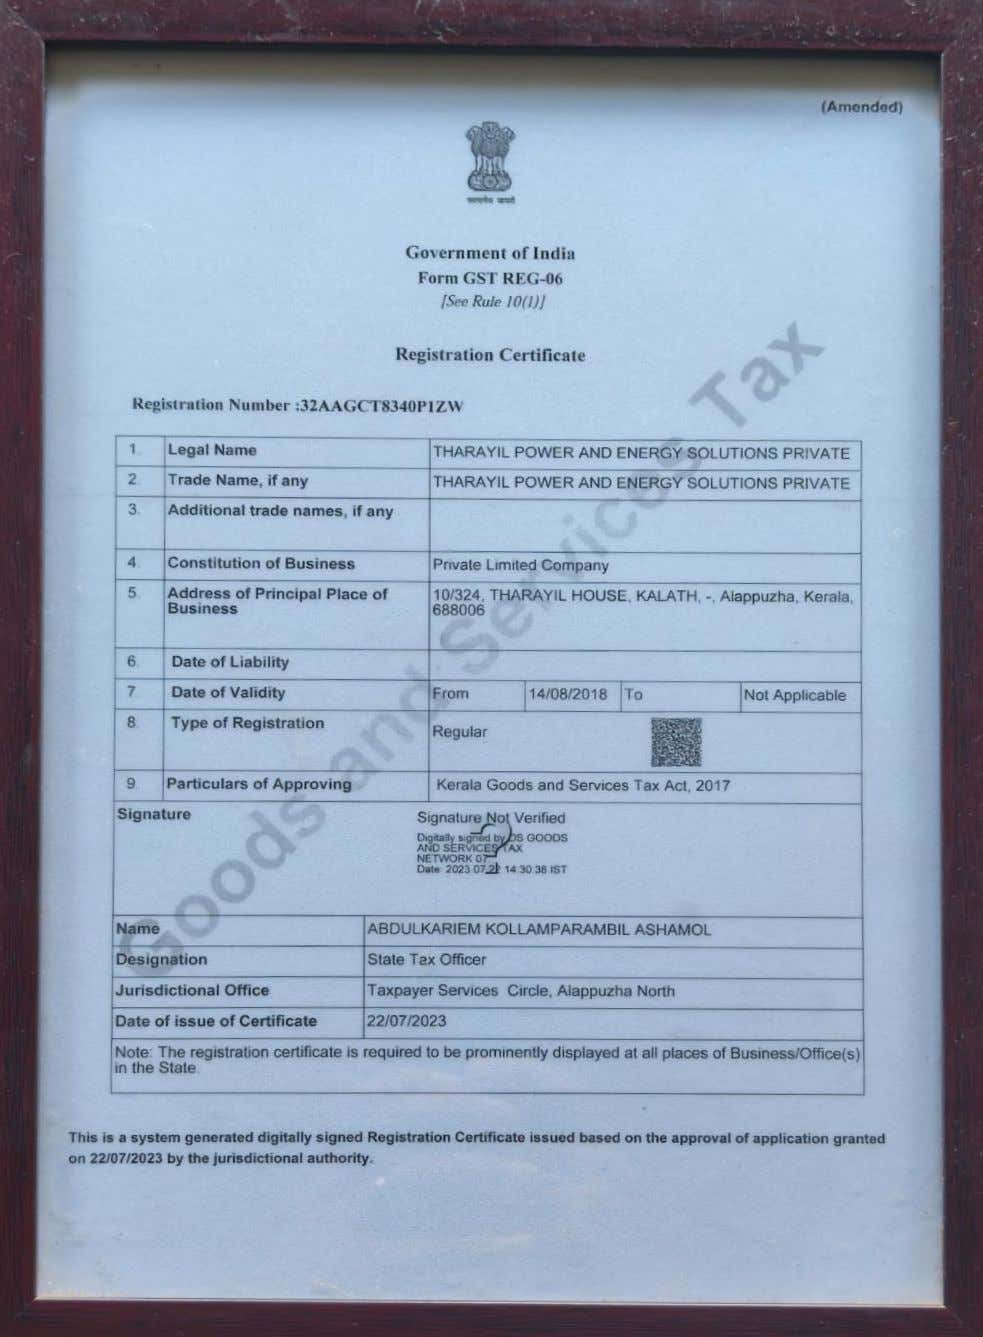 (Amended)
सत्यमेव जयते
Government of India
Form GST REG-06
[See Rule 10(1)]
Registration Certificate
Registration Number :32AAGCT8340P1ZW
1. Legal Name THARAYIL POWER AND ENERGY SOLUTIONS PRIVATE
2. Trade Name, if any THARAYIL POWER AND ENERGY SOLUTIONS PRIVATE
3. Additional trade names, if any
4. Constitution of Business Private Limited Company
5. Address of Principal Place of Business 10/324, THARAYIL HOUSE, KALATH, -, Alappuzha, Kerala, 688006
6. Date of Liability
7. Date of Validity From 14/08/2018 To Not Applicable
8. Type of Registration Regular
9. Particulars of Approving Kerala Goods and Services Tax Act, 2017
Signature Signature Not Verified
Digitally signed by DS GOODS
AND SERVICES TAX
NETWORK 07
Date: 2023.07.22 14:30:38 IST
Name ABDULKARIEM KOLLAMPARAMBIL ASHAMOL
Designation State Tax Officer
Jurisdictional Office Taxpayer Services Circle, Alappuzha North
Date of issue of Certificate 22/07/2023
Note: The registration certificate is required to be prominently displayed at all places of Business/Office(s)
in the State.
This is a system generated digitally signed Registration Certificate issued based on the approval of application granted
on 22/07/2023 by the jurisdictional authority.
Goods and Services Tax